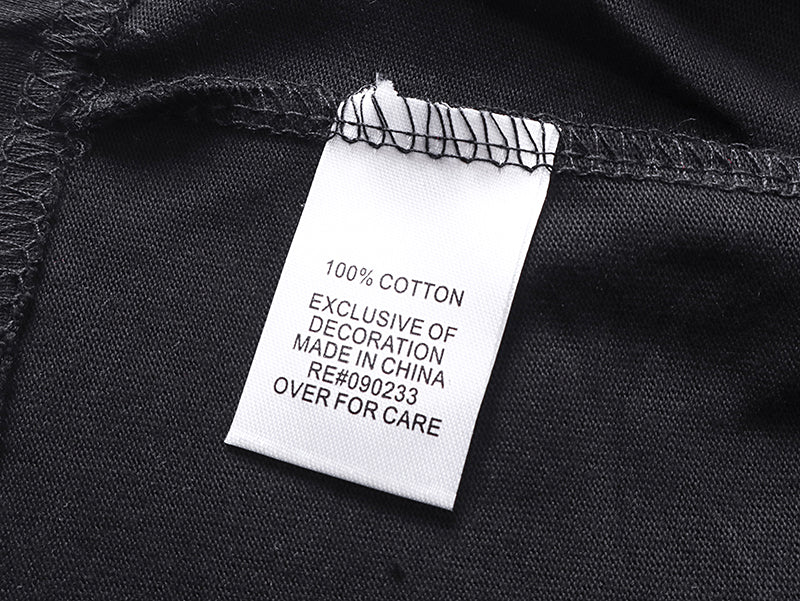 100% COTTON
EXCLUSIVE OF
DECORATION
MADE IN CHINA
RE#090233
OVER FOR CARE